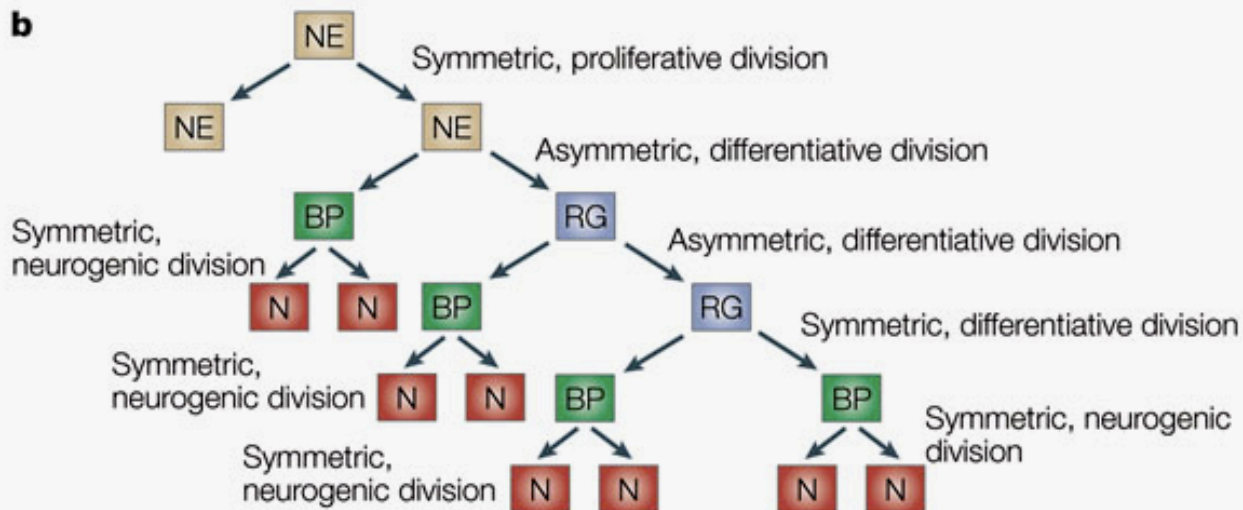 b
NE
Symmetric, proliferative division
NE
NE
Asymmetric, differentiative division
BP
RG
Symmetric,
neurogenic division
Asymmetric, differentiative division
N
N
BP
RG
Symmetric, differentiative division
Symmetric,
neurogenic division
N
N
BP
BP
Symmetric, neurogenic
division
Symmetric,
neurogenic division
N
N
N
N